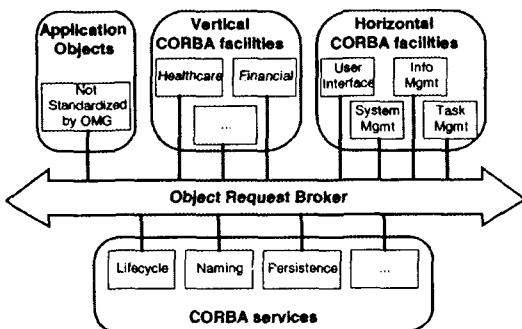 Application
Objects
Not
Standardized
by OMG
Vertical
CORBA facilities
Healthcare
Financial
...
Horizontal
CORBA facilities
User
Interface
Info
Mgmt
System
Mgmt
Task
Mgmt
Object Request Broker
Lifecycle
Naming
Persistence
...
CORBA services